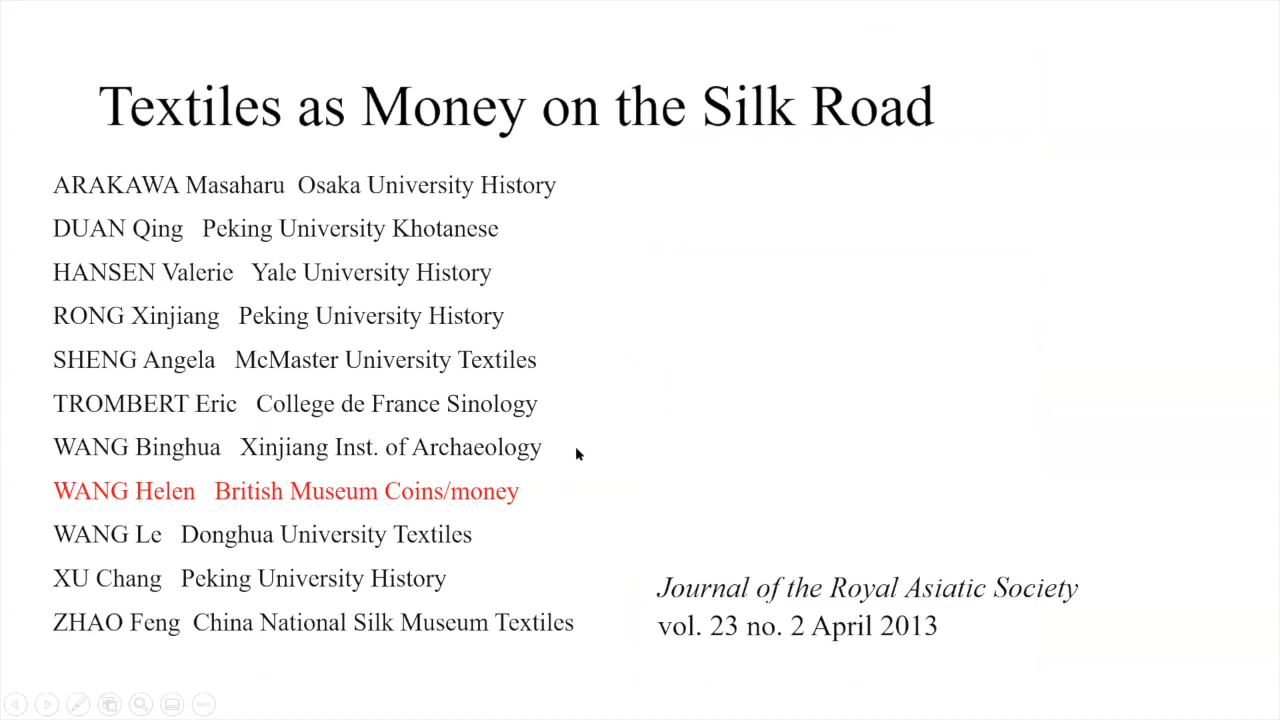 Textiles as Money on the Silk Road
ARAKAWA Masaharu Osaka University History
DUAN Qing Peking University Khotanese
HANSEN Valerie Yale University History
RONG Xinjiang Peking University History
SHENG Angela McMaster University Textiles
TROMBERT Eric College de France Sinology
WANG Binghua Xinjiang Inst. of Archaeology
WANG Helen British Museum Coins/money
WANG Le Donghua University Textiles
XU Chang Peking University History
ZHAO Feng China National Silk Museum Textiles
Journal of the Royal Asiatic Society
vol. 23 no. 2 April 2013